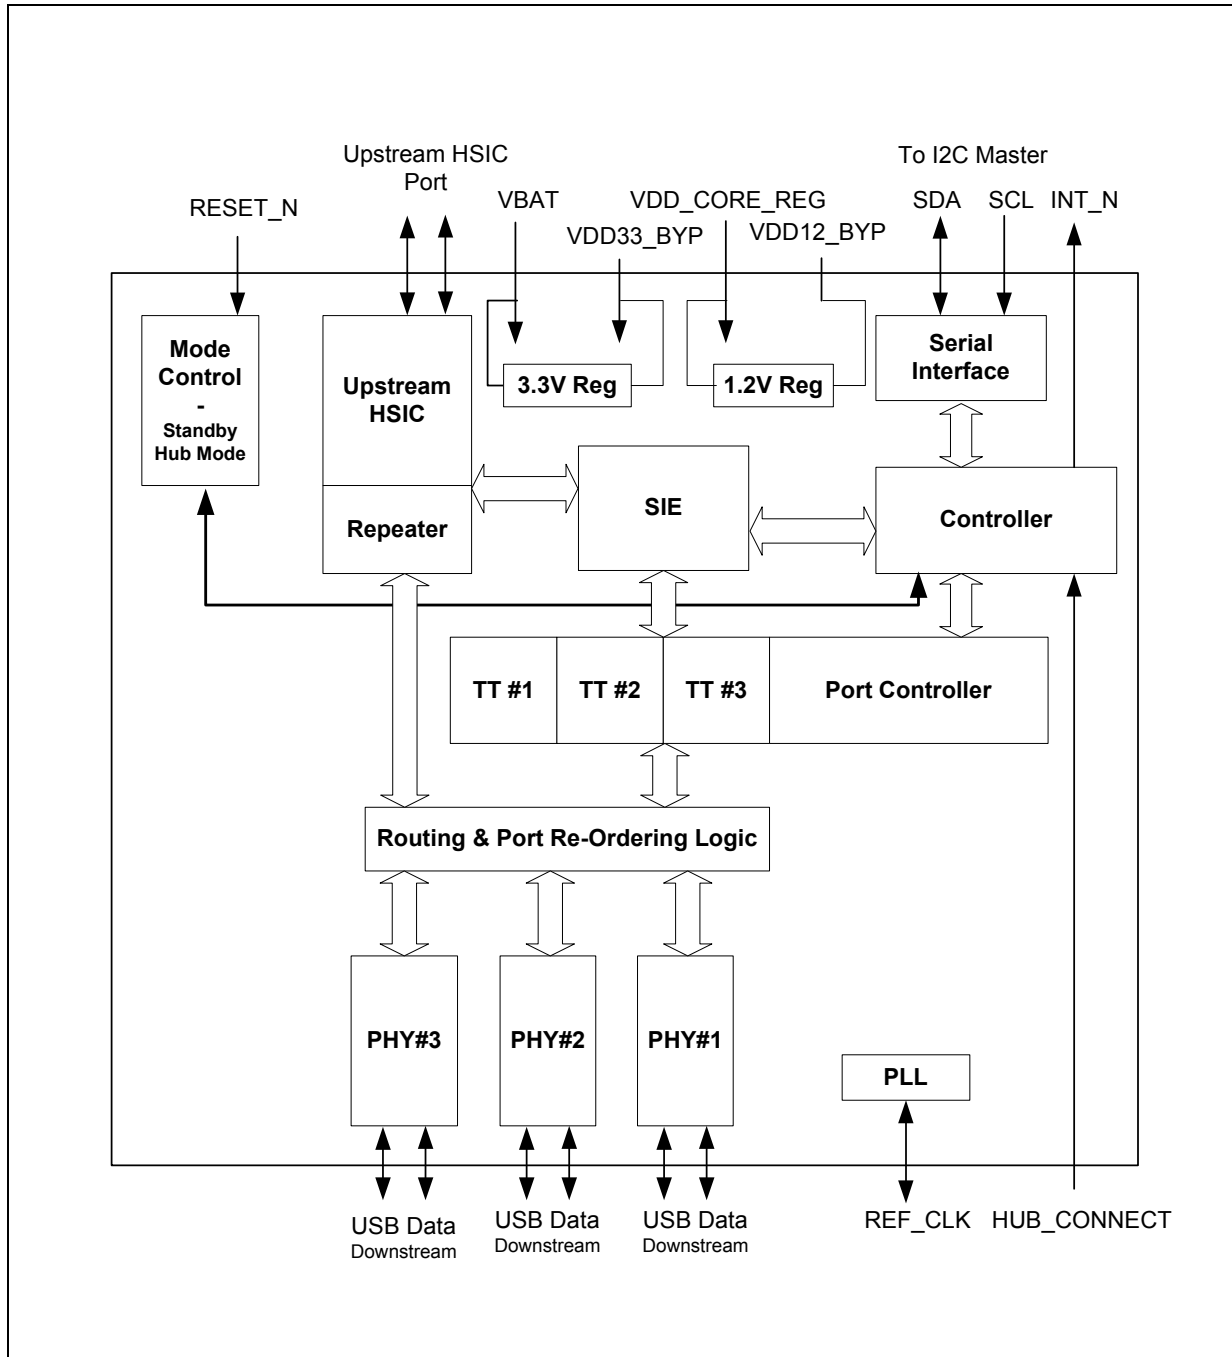 Upstream HSIC
Port
To I2C Master
RESET_N
VBAT
VDD_CORE_REG
SDA
SCL
INT_N
VDD33_BYP
VDD12_BYP
Mode
Control
-
Standby
Hub Mode
Upstream
HSIC
3.3V Reg
1.2V Reg
Serial
Interface
Repeater
SIE
Controller
TT #1
TT #2
TT #3
Port Controller
Routing & Port Re-Ordering Logic
PHY#3
PHY#2
PHY#1
PLL
USB Data
Downstream
USB Data
Downstream
USB Data
Downstream
REF_CLK
HUB_CONNECT